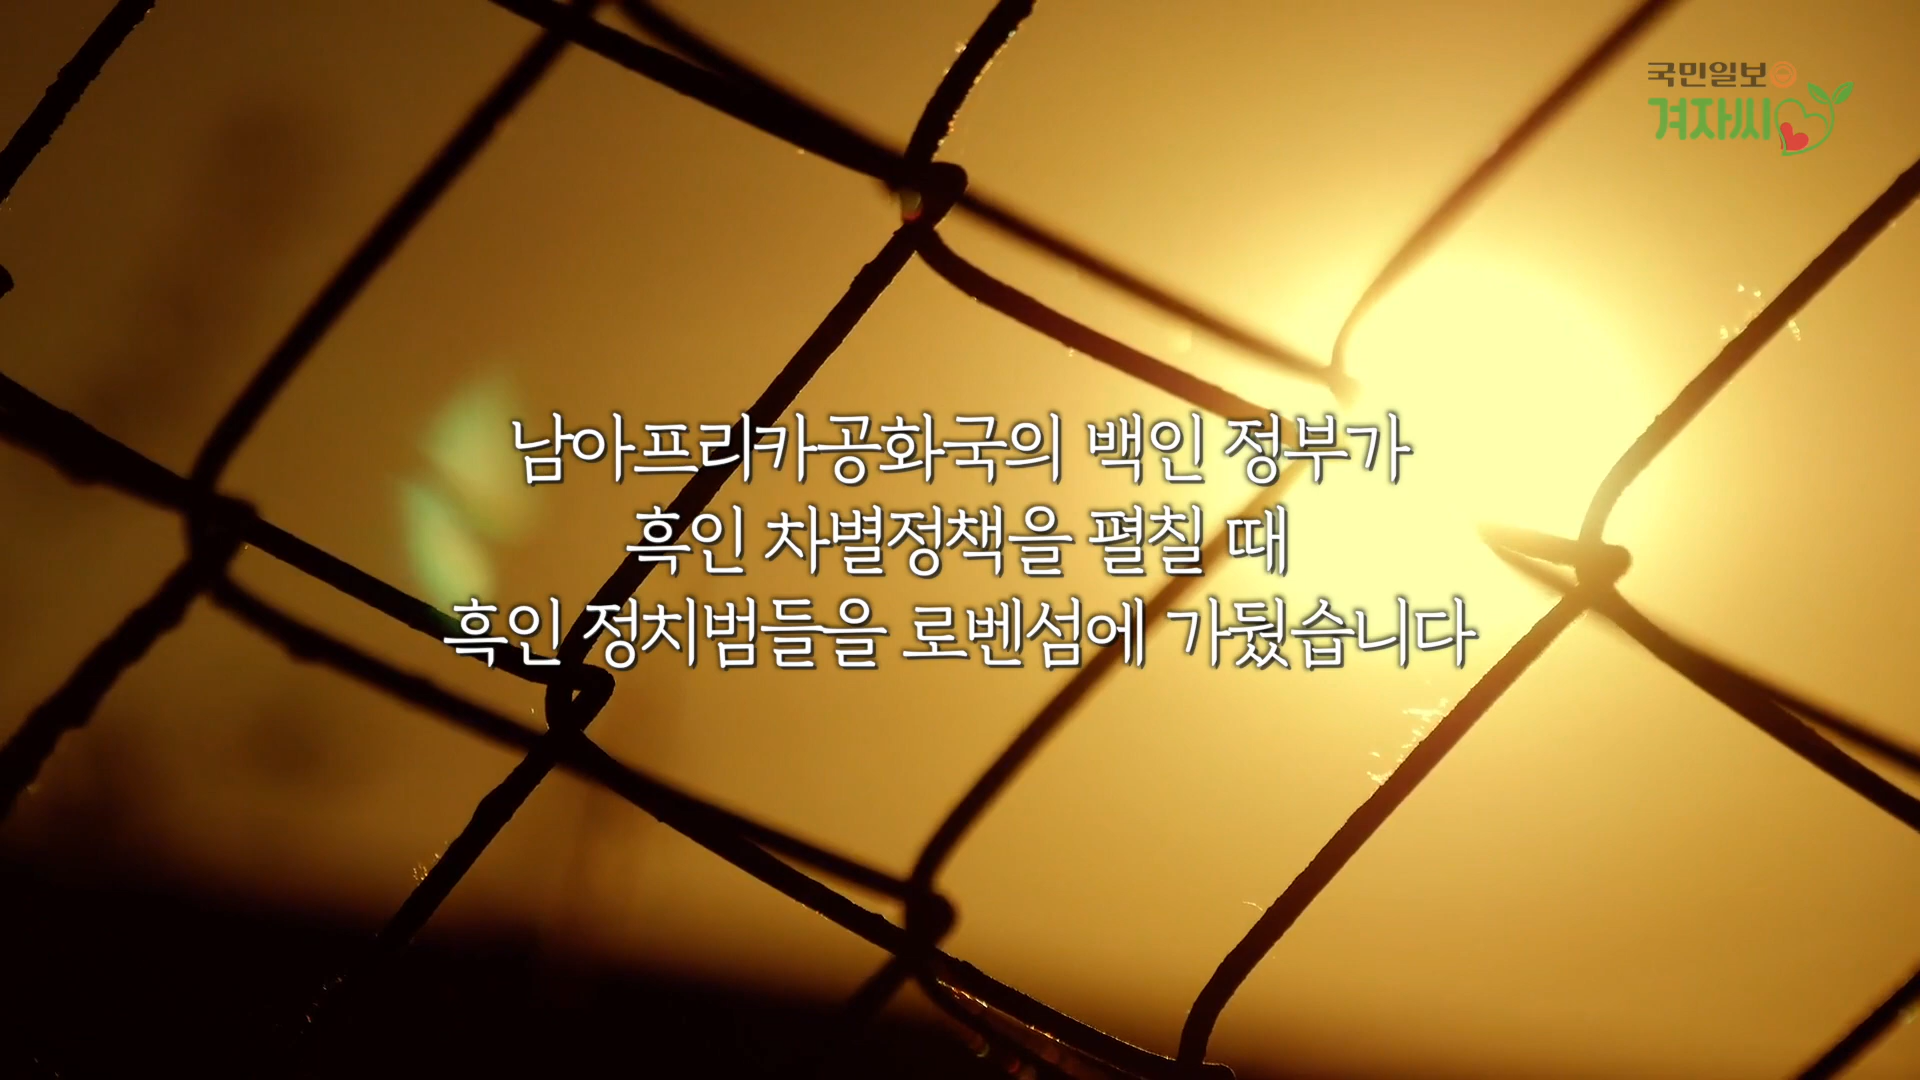 국민일보
겨자씨
남아프리카공화국의 백인 정부가
흑인 차별정책을 펼칠 때
흑인 정치범들을 로벤섬에 가뒀습니다